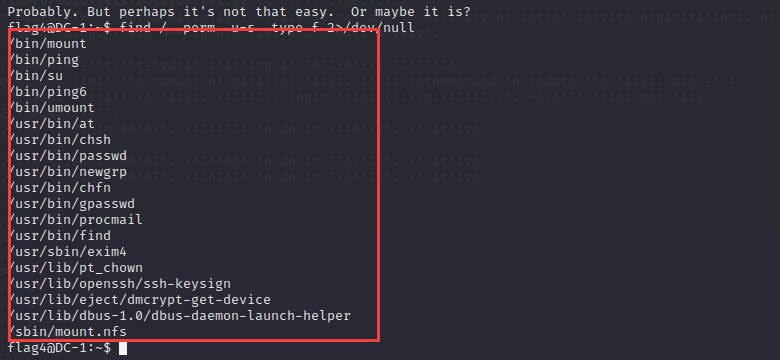 Probably. But perhaps it's not that easy.  Or maybe it is?
flag4@DC-1:~$ find / -perm -u=s -type f 2>/dev/null
/bin/mount
/bin/ping
/bin/su
/bin/ping6
/bin/umount
/usr/bin/at
/usr/bin/chsh
/usr/bin/passwd
/usr/bin/newgrp
/usr/bin/chfn
/usr/bin/gpasswd
/usr/bin/procmail
/usr/bin/find
/usr/sbin/exim4
/usr/lib/pt_chown
/usr/lib/openssh/ssh-keysign
/usr/lib/eject/dmcrypt-get-device
/usr/lib/dbus-1.0/dbus-daemon-launch-helper
/sbin/mount.nfs
flag4@DC-1:~$